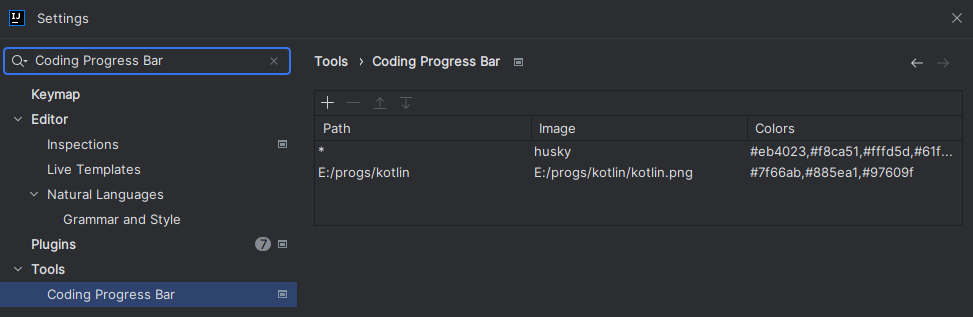 IJ Settings
Coding Progress Bar
Keymap
Editor
Inspections
Live Templates
Natural Languages
Grammar and Style
Plugins 7
Tools
Coding Progress Bar
Tools › Coding Progress Bar
Path Image Colors
* husky #eb4023,#f8ca51,#fffd5d,#61f...
E:/progs/kotlin E:/progs/kotlin/kotlin.png #7f66ab,#885ea1,#97609f